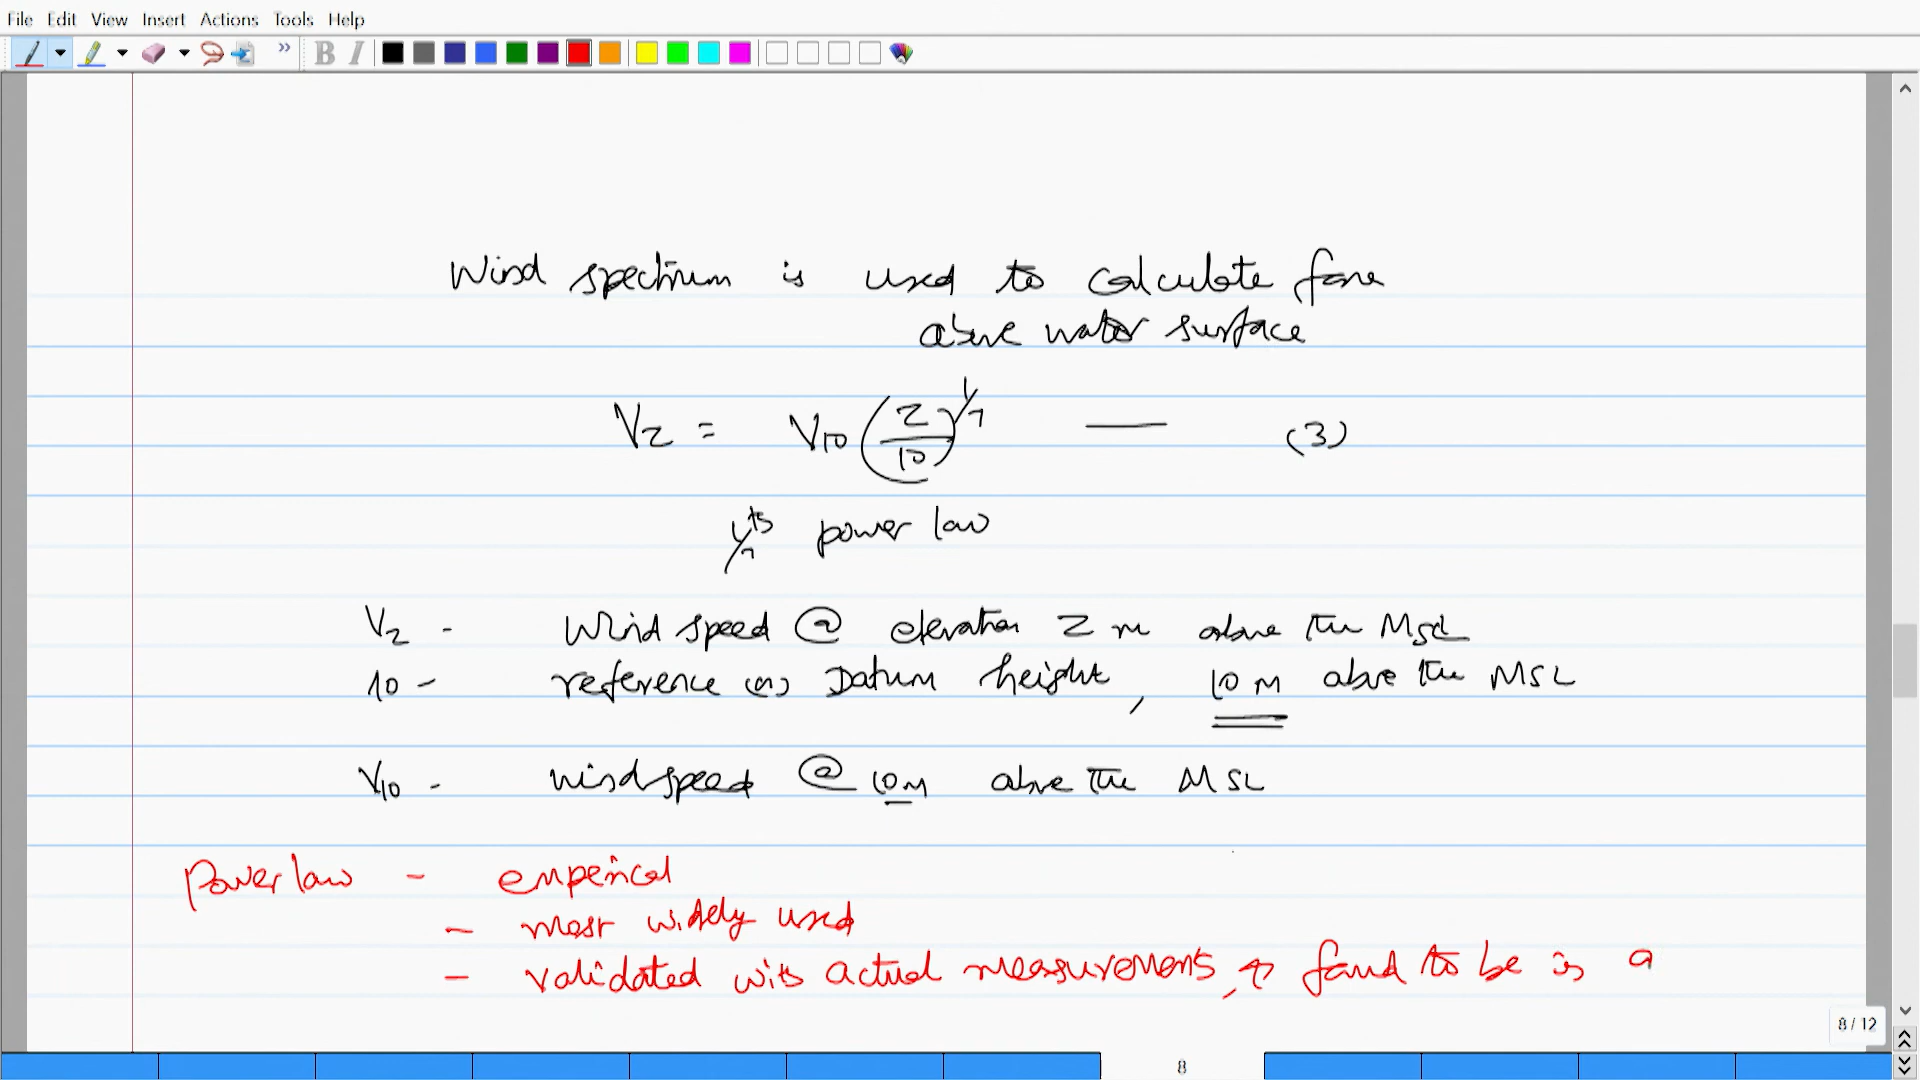 File Edit View Insert Actions Tools Help
B I
Wind spectrum is used to calculate force
above water surface
Vz = V10 (z/10)^1/7 — (3)
1/7th power law
Vz - Wind speed @ elevation z m above the MSL
10 - reference (or) Datum height, 10 m above the MSL
V10 - wind speed @ 10m above the MSL
Power law - emperical
- most widely used
- validated with actual measurements, & found to be in a
8 / 12
8